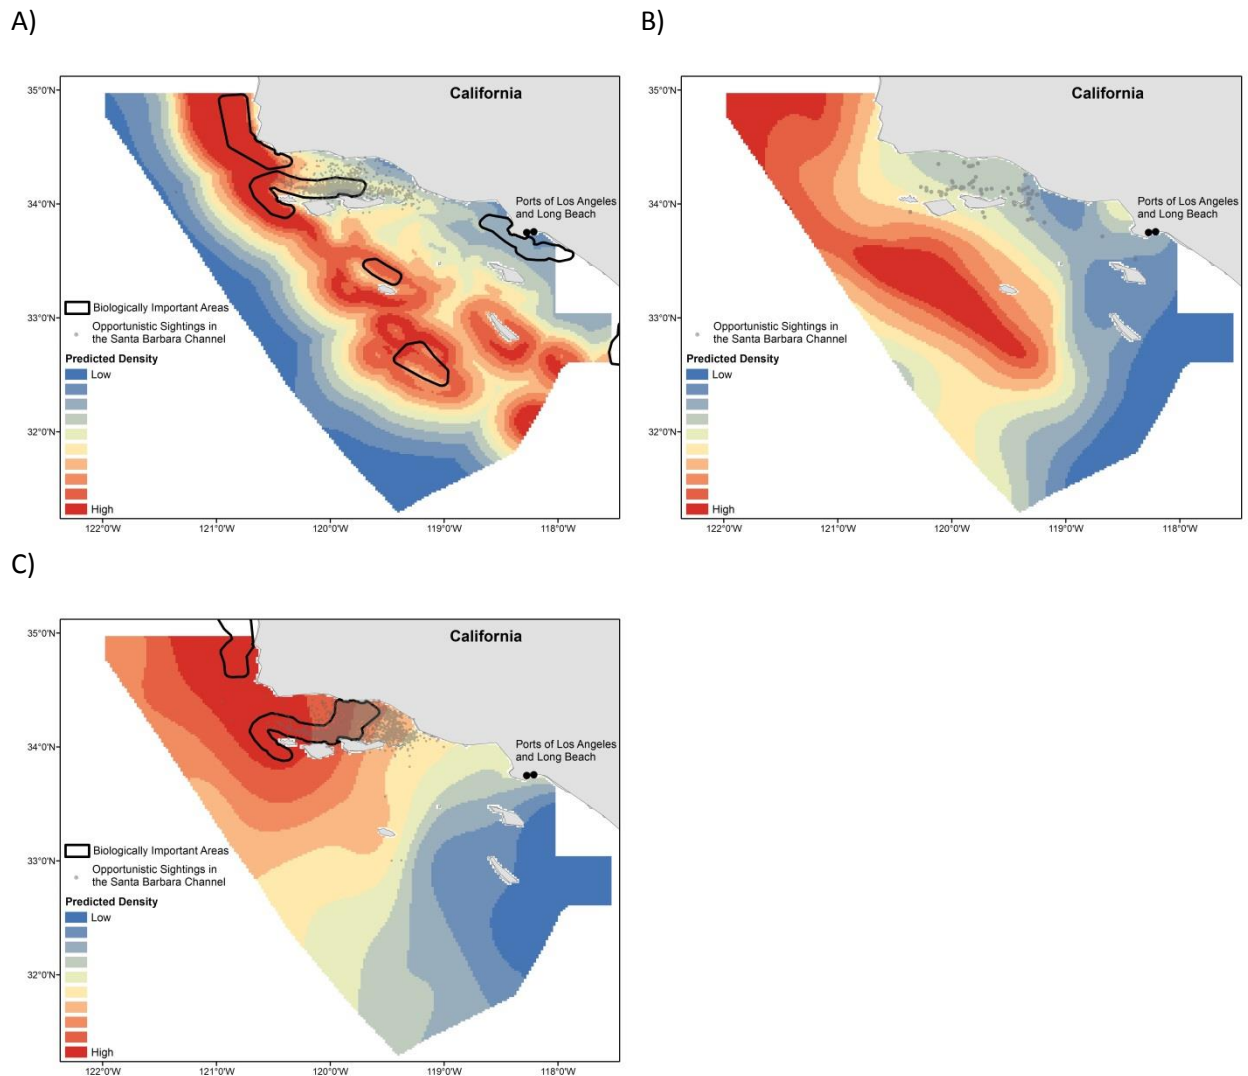 A)
California
35°0'N
34°0'N
33°0'N
32°0'N
Ports of Los Angeles
and Long Beach
Biologically Important Areas
Opportunistic Sightings in
the Santa Barbara Channel
Predicted Density
Low
High
122°0'W
121°0'W
120°0'W
119°0'W
118°0'W
B)
California
35°0'N
34°0'N
33°0'N
32°0'N
Ports of Los Angeles
and Long Beach
Opportunistic Sightings in
the Santa Barbara Channel
Predicted Density
Low
High
122°0'W
121°0'W
120°0'W
119°0'W
118°0'W
C)
California
35°0'N
34°0'N
33°0'N
32°0'N
Ports of Los Angeles
and Long Beach
Biologically Important Areas
Opportunistic Sightings in
the Santa Barbara Channel
Predicted Density
Low
High
122°0'W
121°0'W
120°0'W
119°0'W
118°0'W